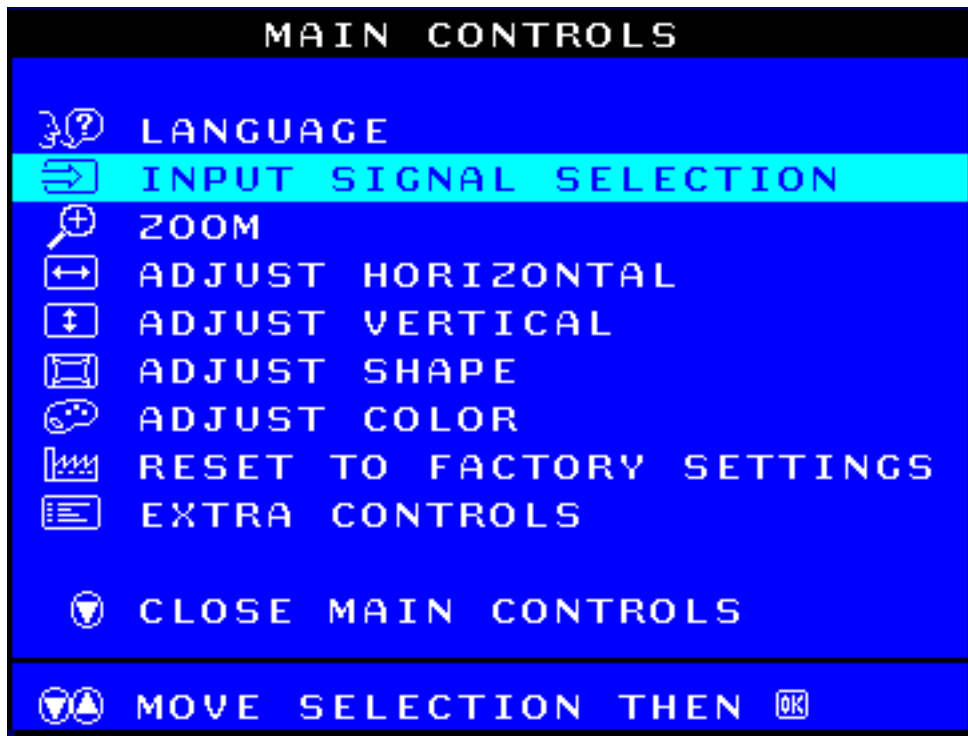 MAIN CONTROLS
LANGUAGE
INPUT SIGNAL SELECTION
ZOOM
ADJUST HORIZONTAL
ADJUST VERTICAL
ADJUST SHAPE
ADJUST COLOR
RESET TO FACTORY SETTINGS
EXTRA CONTROLS
CLOSE MAIN CONTROLS
MOVE SELECTION THEN OK